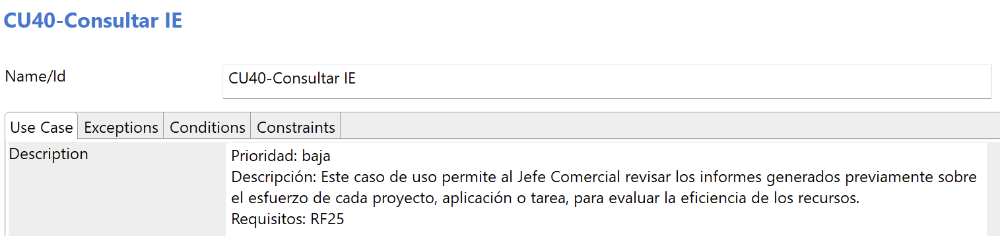 CU40-Consultar IE
Name/Id
CU40-Consultar IE
Use Case
Exceptions
Conditions
Constraints
Description
Prioridad: baja
Descripción: Este caso de uso permite al Jefe Comercial revisar los informes generados previamente sobre
el esfuerzo de cada proyecto, aplicación o tarea, para evaluar la eficiencia de los recursos.
Requisitos: RF25